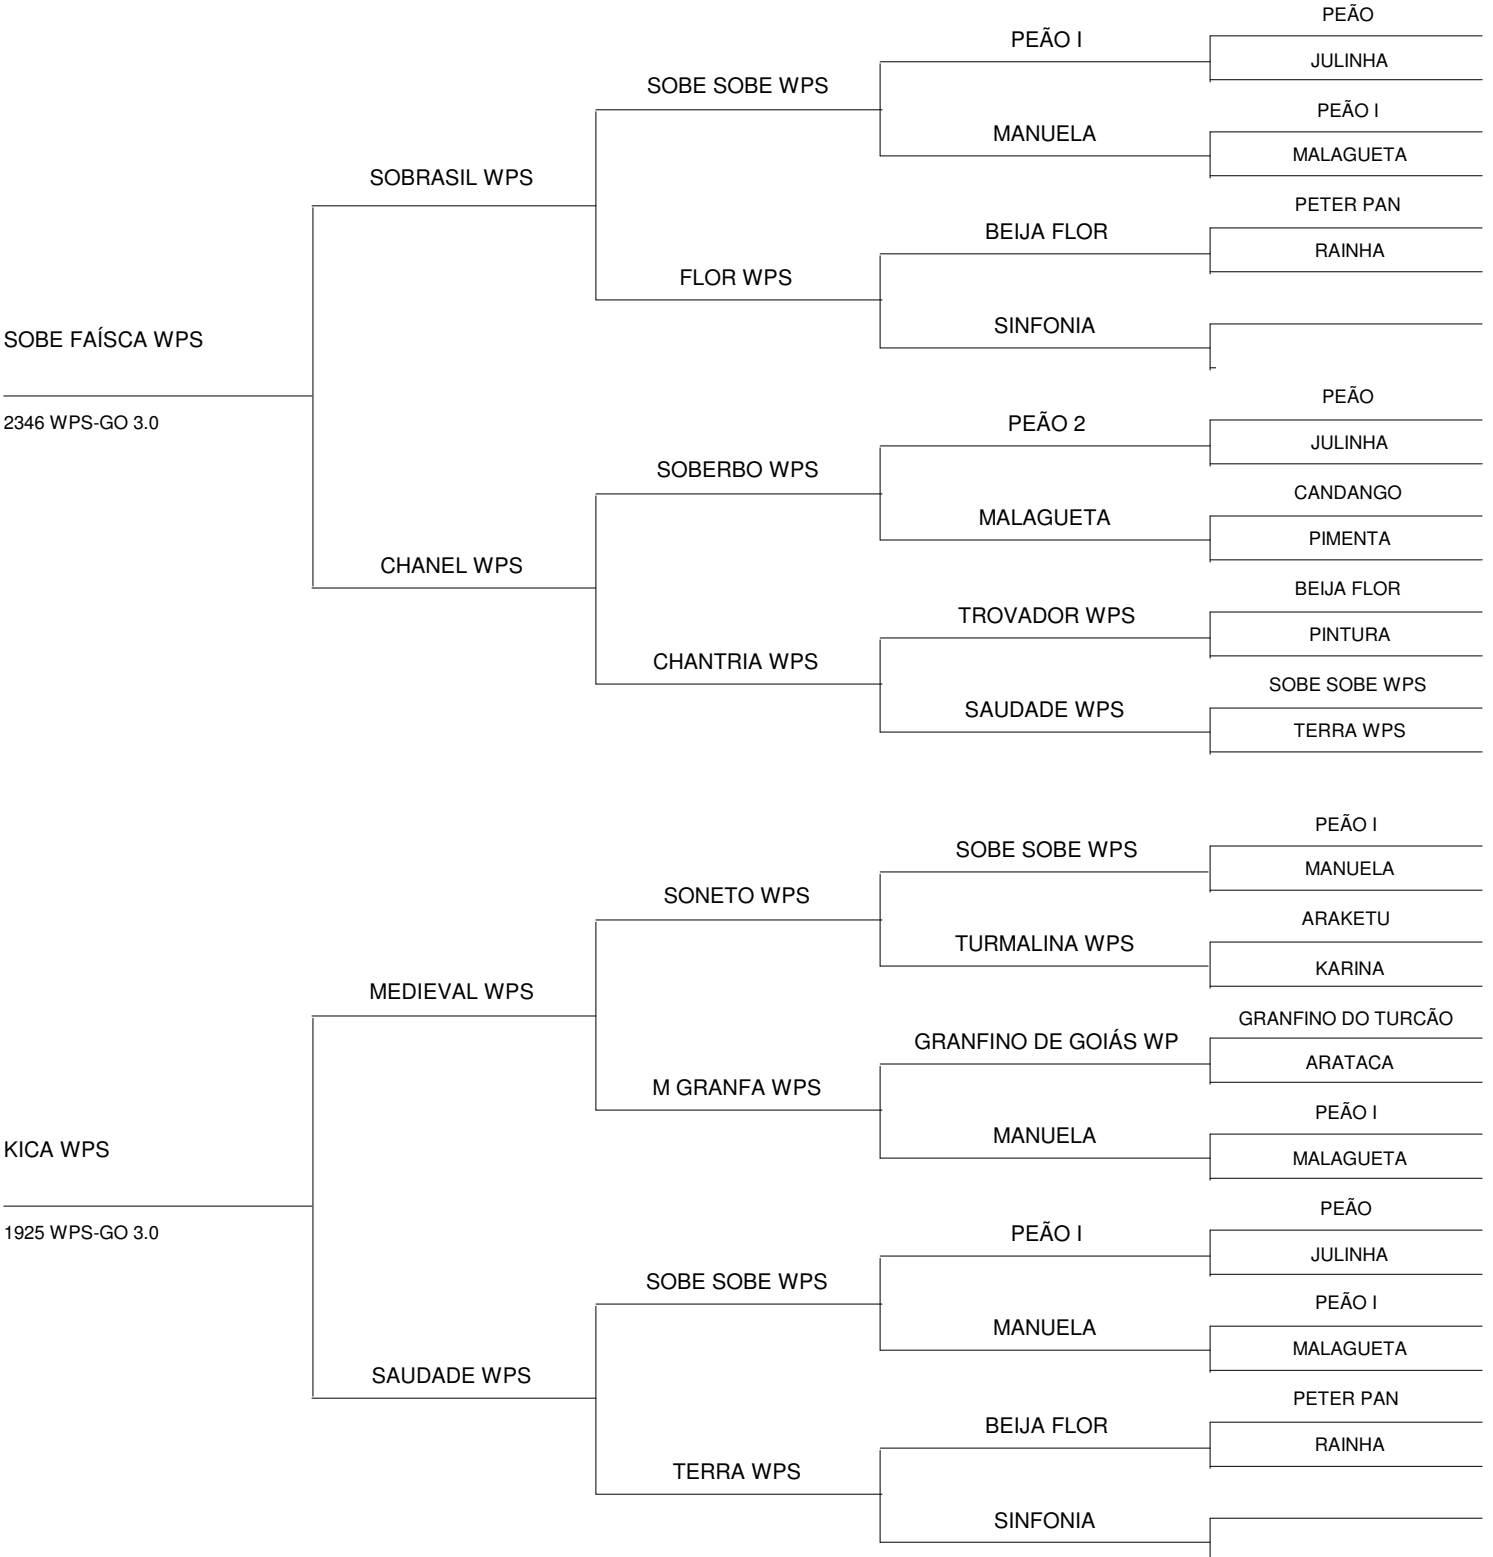 PEÃO
PEÃO I
JULINHA
SOBE SOBE WPS
PEÃO I
MANUELA
MALAGUETA
SOBRASIL WPS
PETER PAN
BEIJA FLOR
RAINHA
FLOR WPS
SINFONIA
SOBE FAÍSCA WPS
PEÃO
2346 WPS-GO 3.0
PEÃO 2
JULINHA
SOBERBO WPS
CANDANGO
MALAGUETA
PIMENTA
CHANEL WPS
BEIJA FLOR
TROVADOR WPS
PINTURA
CHANTRIA WPS
SOBE SOBE WPS
SAUDADE WPS
TERRA WPS
PEÃO I
SOBE SOBE WPS
MANUELA
SONETO WPS
ARAKETU
TURMALINA WPS
KARINA
MEDIEVAL WPS
GRANFINO DO TURCÃO
GRANFINO DE GOIÁS WP
ARATACA
M GRANFA WPS
PEÃO I
MANUELA
KICA WPS
MALAGUETA
PEÃO
1925 WPS-GO 3.0
PEÃO I
JULINHA
SOBE SOBE WPS
PEÃO I
MANUELA
MALAGUETA
SAUDADE WPS
PETER PAN
BEIJA FLOR
RAINHA
TERRA WPS
SINFONIA